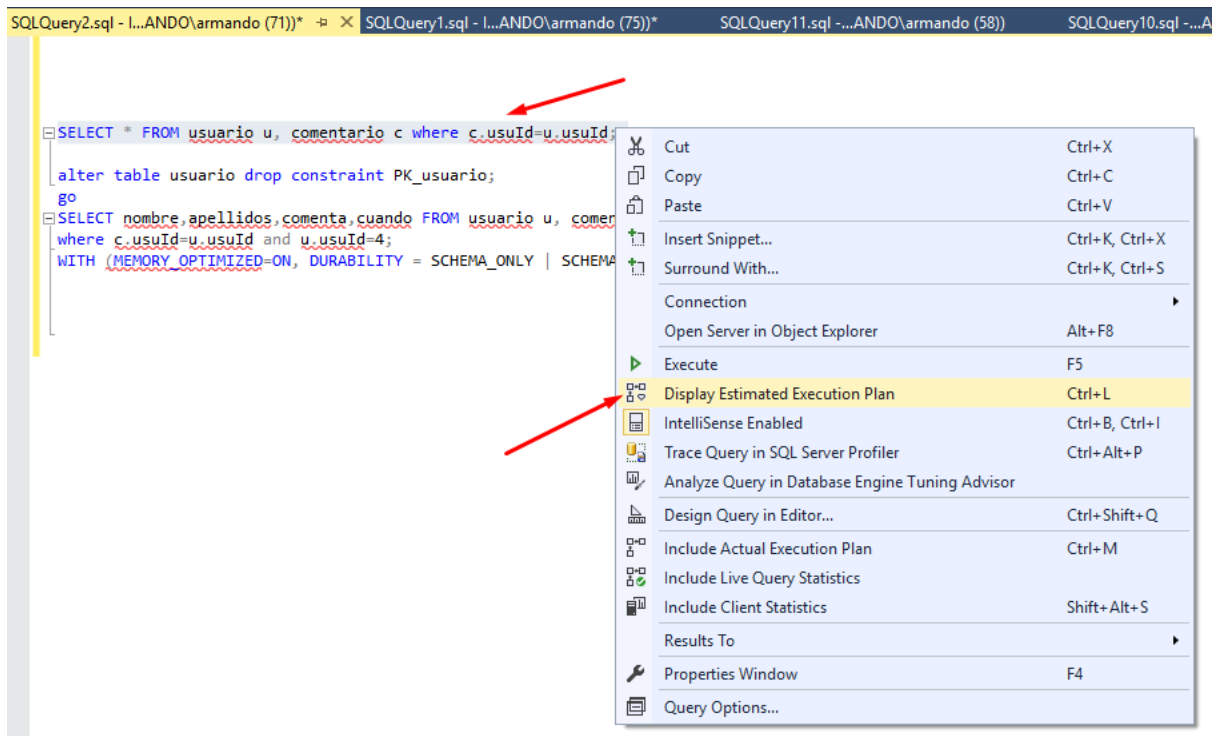 SQLQuery2.sql - I...ANDO\armando (71))* SQLQuery1.sql - I...ANDO\armando (75))* SQLQuery11.sql -...ANDO\armando (58)) SQLQuery10.sql -...A
SELECT * FROM usuario u, comentario c where c.usuId=u.usuId;
alter table usuario drop constraint PK_usuario;
go
SELECT nombre,apellidos,comenta,cuando FROM usuario u, comen
where c.usuId=u.usuId and u.usuId=4;
WITH (MEMORY_OPTIMIZED=ON, DURABILITY = SCHEMA_ONLY | SCHEMA
Cut Ctrl+X
Copy Ctrl+C
Paste Ctrl+V
Insert Snippet... Ctrl+K, Ctrl+X
Surround With... Ctrl+K, Ctrl+S
Connection
Open Server in Object Explorer Alt+F8
Execute F5
Display Estimated Execution Plan Ctrl+L
IntelliSense Enabled Ctrl+B, Ctrl+I
Trace Query in SQL Server Profiler Ctrl+Alt+P
Analyze Query in Database Engine Tuning Advisor
Design Query in Editor... Ctrl+Shift+Q
Include Actual Execution Plan Ctrl+M
Include Live Query Statistics
Include Client Statistics Shift+Alt+S
Results To
Properties Window F4
Query Options...